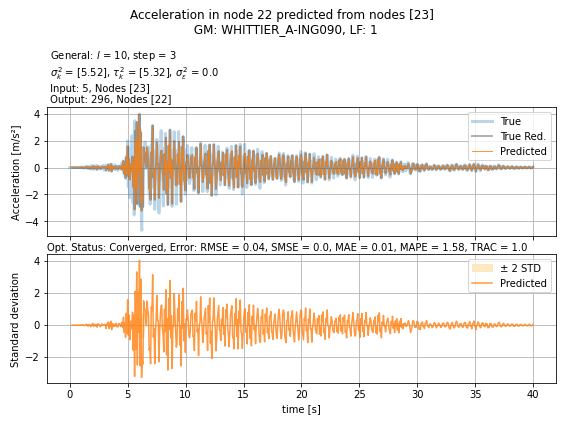 Acceleration in node 22 predicted from nodes [23]
GM: WHITTIER_A-ING090, LF: 1
General: l = 10, step = 3
σ²ₖ = [5.52], τ²ₖ = [5.32], σ²ε = 0.0
Input: 5, Nodes [23]
Output: 296, Nodes [22]
4
2
0
−2
−4
Acceleration [m/s²]
True
True Red.
Predicted
Opt. Status: Converged, Error: RMSE = 0.04, SMSE = 0.0, MAE = 0.01, MAPE = 1.58, TRAC = 1.0
4
2
0
−2
Standard deviation
± 2 STD
Predicted
0 5 10 15 20 25 30 35 40
time [s]